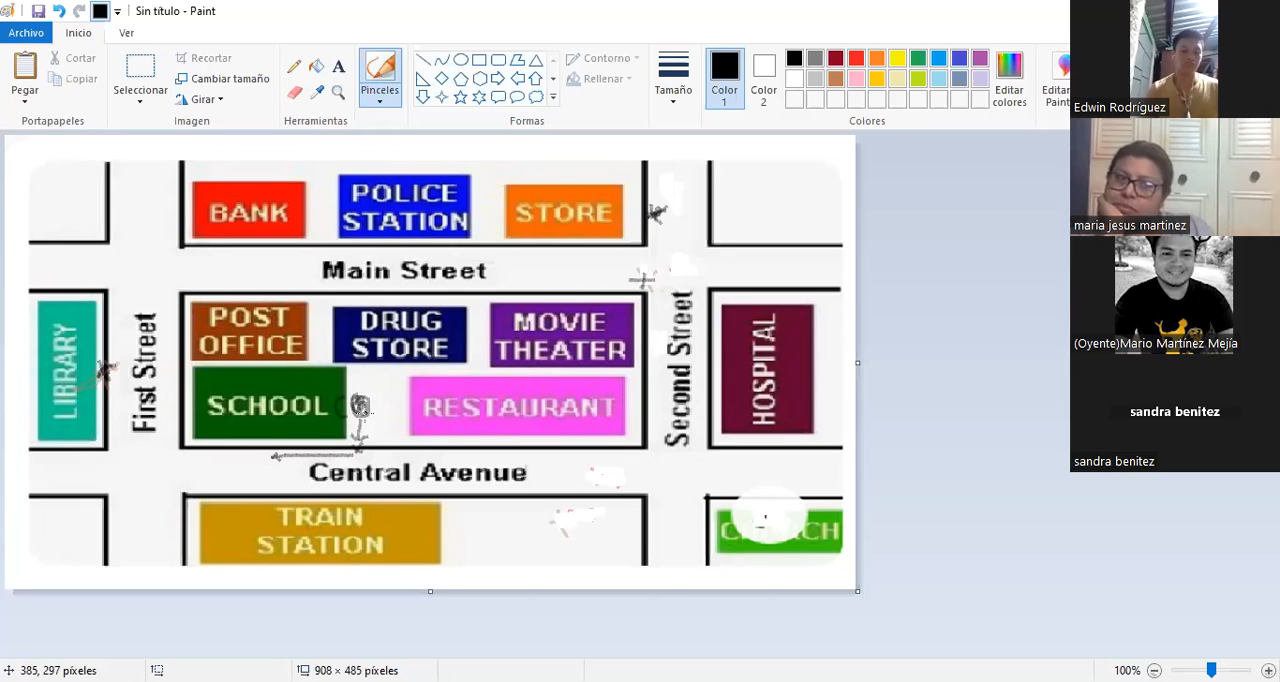 Sin título - Paint
Archivo
Inicio
Ver
Pegar
Cortar
Copiar
Portapapeles
Seleccionar
Recortar
Cambiar tamaño
Girar
Imagen
A
Herramientas
Pinceles
Contorno
Rellenar
Formas
Tamaño
Color
1
Color
2
Editar
colores
Editar
Paint
Colores
Edwin Rodríguez
maria jesus martinez
(Oyente)Mario Martínez Mejía
sandra benitez
sandra benitez
BANK
POLICE
STATION
STORE
Main Street
LIBRARY
First Street
POST
OFFICE
DRUG
STORE
MOVIE
THEATER
SCHOOL
RESTAURANT
Second Street
HOSPITAL
Central Avenue
TRAIN
STATION
385, 297 píxeles
908 × 485 píxeles
100%